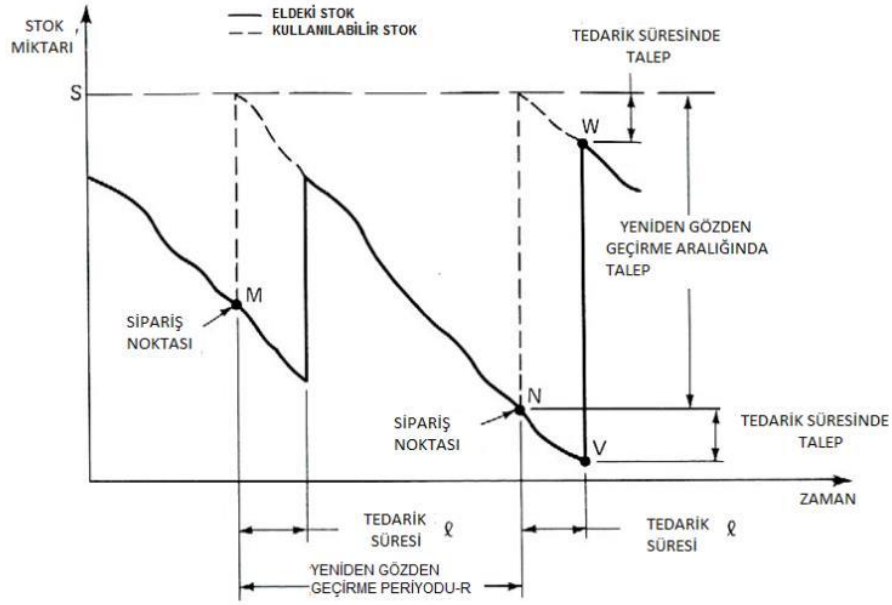 STOK
MİKTARI
ELDEKİ STOK
KULLANILABİLİR STOK
TEDARİK SÜRESİNDE
TALEP
S
W
YENİDEN GÖZDEN
GEÇİRME ARALIĞINDA
TALEP
M
SİPARİŞ
NOKTASI
N
SİPARİŞ
NOKTASI
V
TEDARİK SÜRESİNDE
TALEP
ZAMAN
TEDARİK
SÜRESİ ℓ
TEDARİK
SÜRESİ ℓ
YENİDEN GÖZDEN
GEÇİRME PERİYODU-R